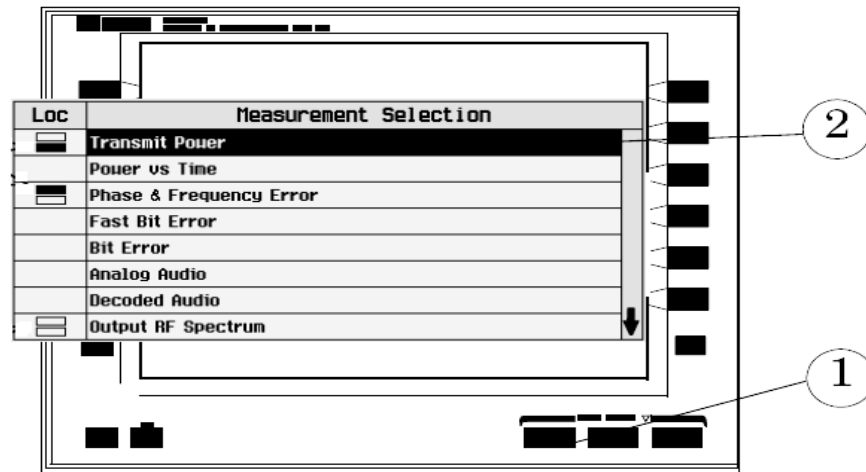 Loc Measurement Selection
Transmit Power
Power vs Time
Phase & Frequency Error
Fast Bit Error
Bit Error
Analog Audio
Decoded Audio
Output RF Spectrum
2
1